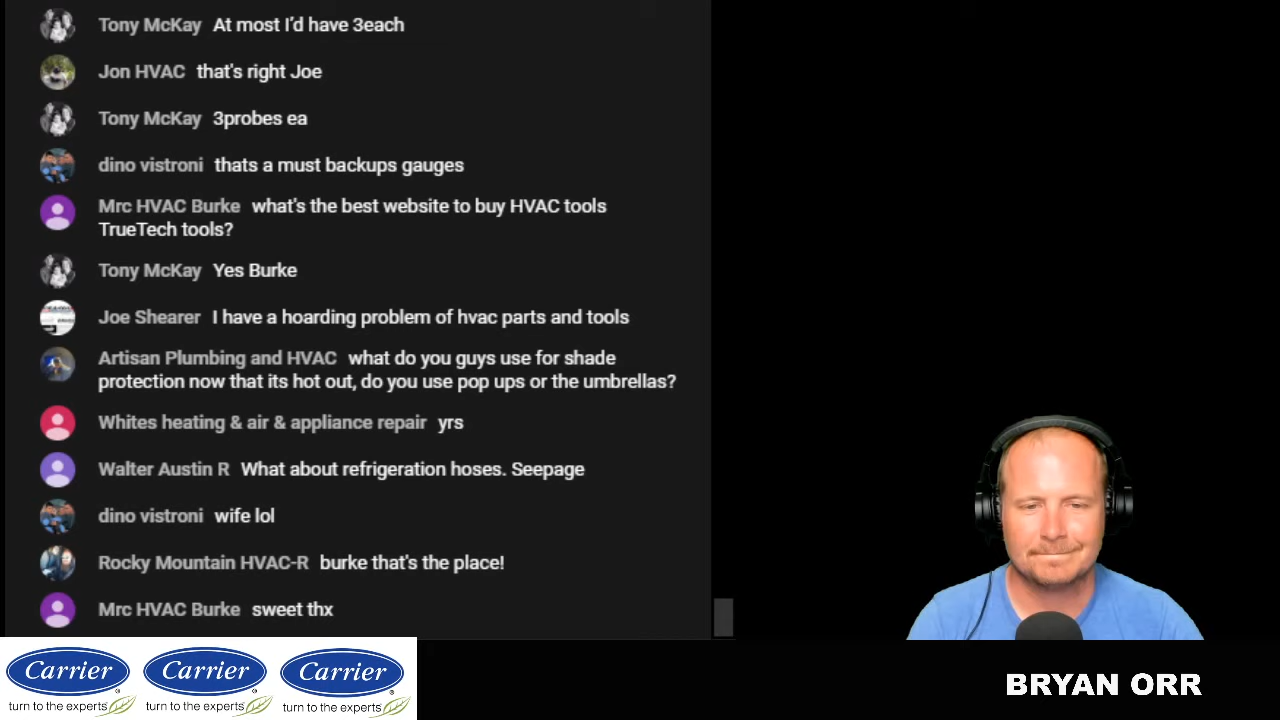 Tony McKay At most I'd have 3each
Jon HVAC that's right Joe
Tony McKay 3probes ea
dino vistroni thats a must backups gauges
Mrc HVAC Burke what's the best website to buy HVAC tools
TrueTech tools?
Tony McKay Yes Burke
Joe Shearer I have a hoarding problem of hvac parts and tools
Artisan Plumbing and HVAC what do you guys use for shade
protection now that its hot out, do you use pop ups or the umbrellas?
Whites heating & air & appliance repair yrs
Walter Austin R What about refrigeration hoses. Seepage
dino vistroni wife lol
Rocky Mountain HVAC-R burke that's the place!
Mrc HVAC Burke sweet thx
Carrier Carrier Carrier
turn to the experts turn to the experts turn to the experts
BRYAN ORR